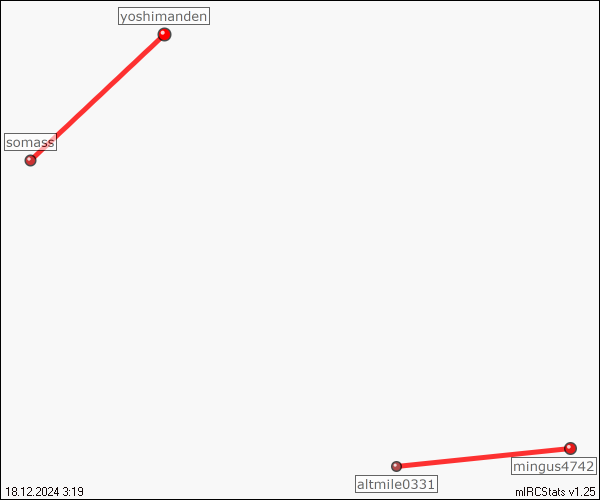 yoshimanden
somass
mingus4742
altmile0331
18.12.2024 3:19
mIRCStats v1.25